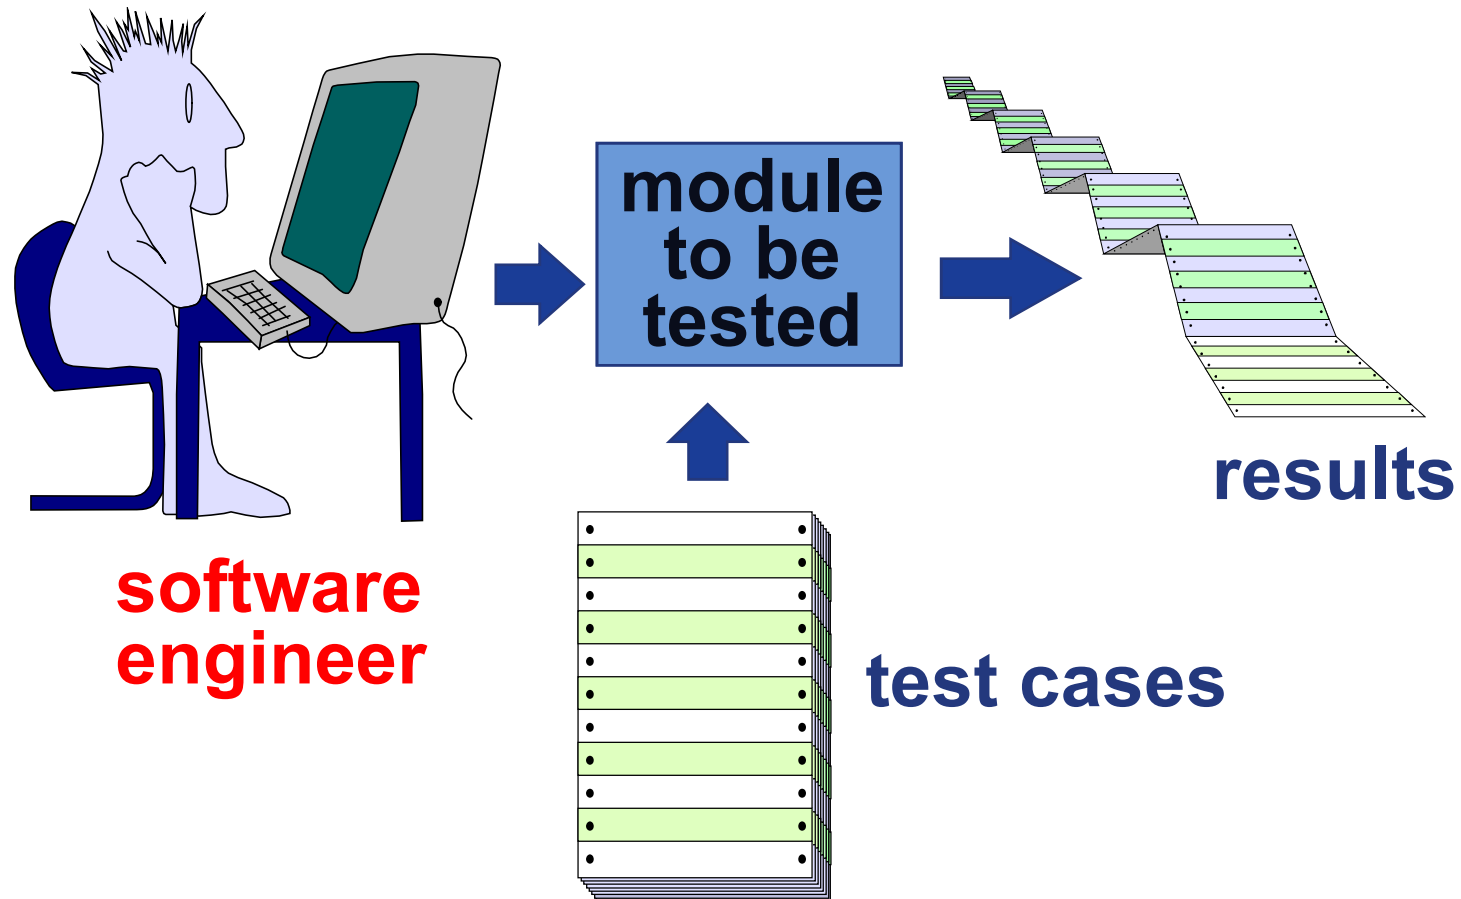 module
to be
tested
results
software
engineer
test cases